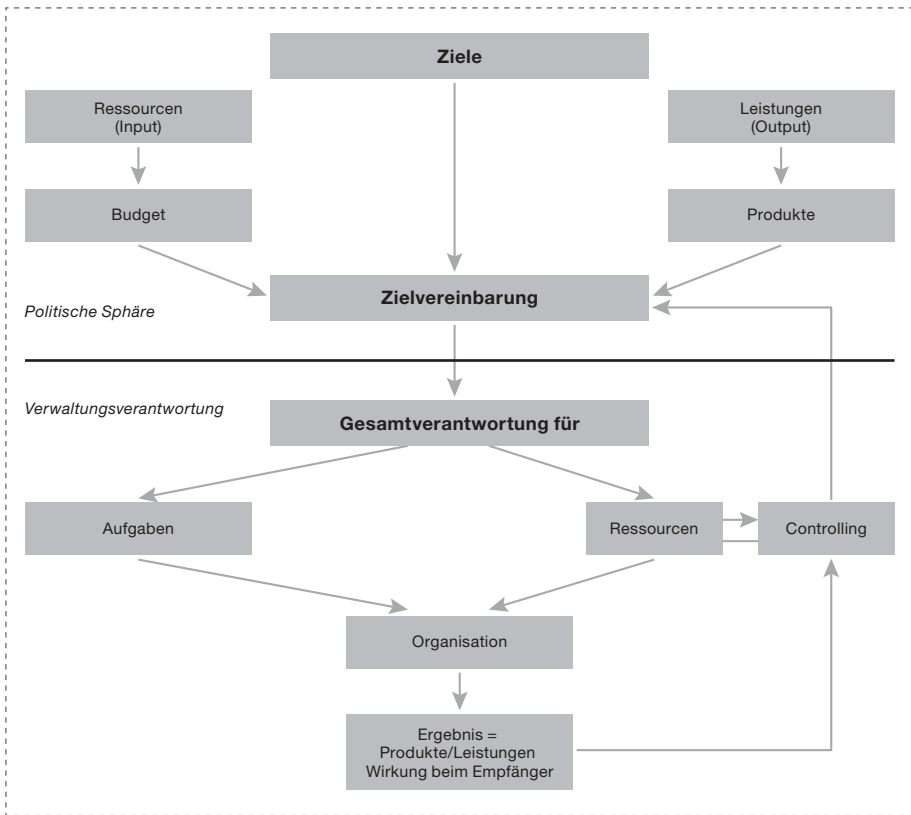 Ziele
Ressourcen
(Input)
Leistungen
(Output)
Budget
Produkte
Zielvereinbarung
Politische Sphäre
Verwaltungsverantwortung
Gesamtverantwortung für
Aufgaben
Ressourcen
Controlling
Organisation
Ergebnis =
Produkte/Leistungen
Wirkung beim Empfänger